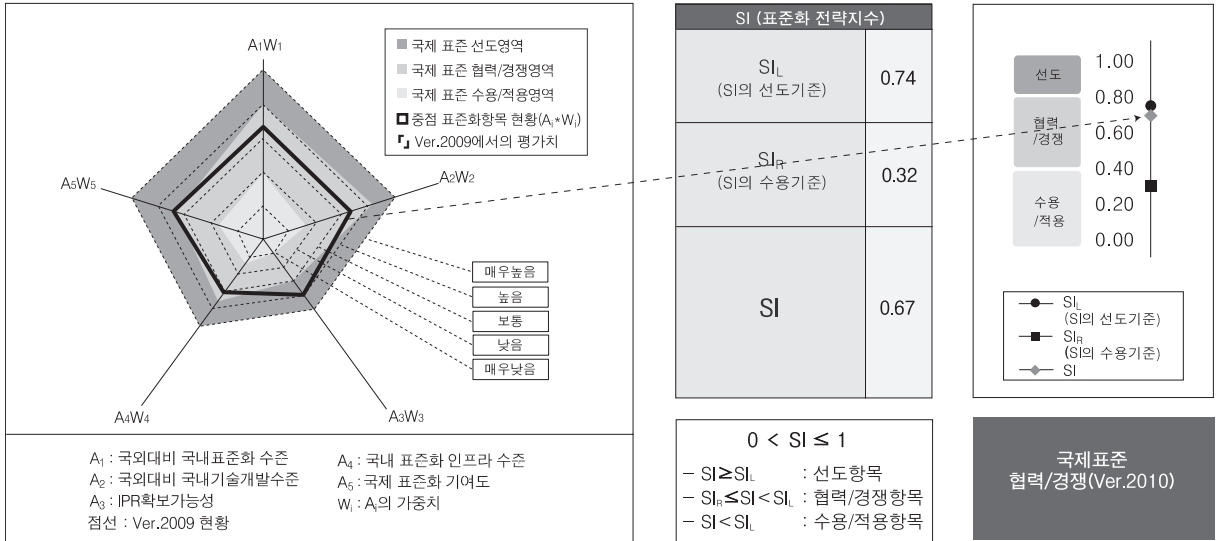 A₁W₁
■ 국제 표준 선도영역
■ 국제 표준 협력/경쟁영역
■ 국제 표준 수용/적용영역
중점 표준화항목 현황(Aᵢ*Wᵢ)
Ver.2009에서의 평가치
A₂W₂
A₅W₅
매우높음
높음
보통
낮음
매우낮음
A₄W₄
A₃W₃
A₁ : 국외대비 국내표준화 수준
A₂ : 국외대비 국내기술개발수준
A₃ : IPR확보가능성
점선 : Ver.2009 현황
A₄ : 국내 표준화 인프라 수준
A₅ : 국제 표준화 기여도
Wᵢ : Aᵢ의 가중치
SI (표준화 전략지수)
SI_L
(SI의 선도기준)
0.74
SI_R
(SI의 수용기준)
0.32
SI
0.67
0 < SI ≤ 1
– SI≥SI_L : 선도항목
– SI_R≤SI<SI_L : 협력/경쟁항목
– SI<SI_L : 수용/적용항목
선도
협력
/경쟁
수용
/적용
1.00
0.80
0.60
0.40
0.20
0.00
SI_L
(SI의 선도기준)
SI_R
(SI의 수용기준)
SI
국제표준
협력/경쟁(Ver.2010)